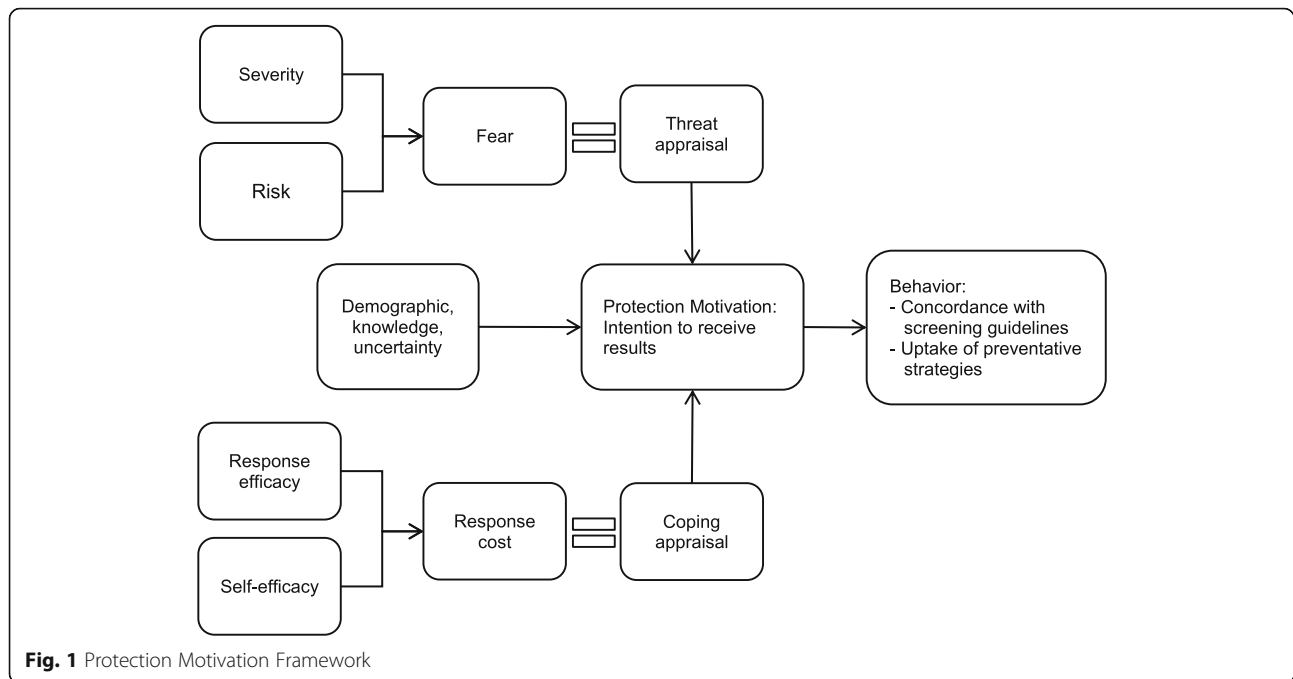 Severity
Risk
Fear
Threat
appraisal
Demographic,
knowledge,
uncertainty
Protection Motivation:
Intention to receive
results
Behavior:
- Concordance with
screening guidelines
- Uptake of preventative
strategies
Response
efficacy
Self-efficacy
Response
cost
Coping
appraisal
Fig. 1 Protection Motivation Framework